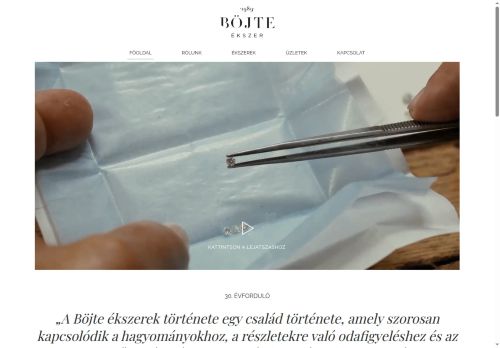 1989
BÖJTE
ÉKSZER
FŐOLDAL RÓLUNK ÉKSZEREK ÜZLETEK KAPCSOLAT
KATTINTSON A LEJÁTSZÁSHOZ
30. ÉVFORDULÓ
„A Böjte ékszerek története egy család története, amely szorosan
kapcsolódik a hagyományokhoz, a részletekre való odafigyeléshez és az